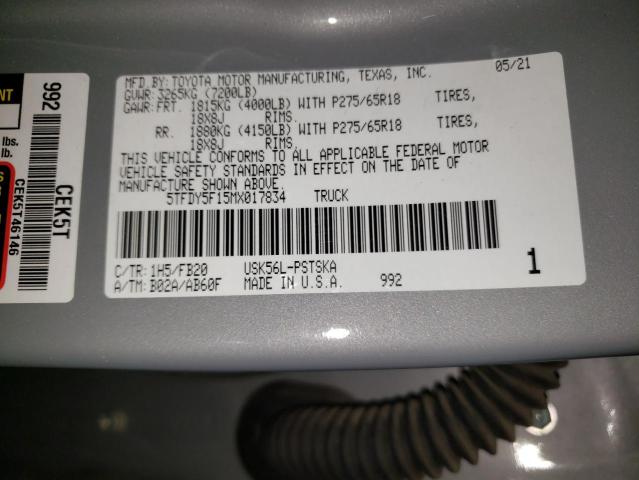 MFD.BY: TOYOTA MOTOR MANUFACTURING, TEXAS, INC. 05/21
GVWR: 3265KG (7200LB)
GAWR: FRT. 1815KG (4000LB) WITH P275/65R18 TIRES,
18X8J RIMS.
RR. 1880KG (4150LB) WITH P275/65R18 TIRES,
18X8J RIMS.
THIS VEHICLE CONFORMS TO ALL APPLICABLE FEDERAL MOTOR
VEHICLE SAFETY STANDARDS IN EFFECT ON THE DATE OF
MANUFACTURE SHOWN ABOVE.
5TFDY5F15MX017834 TRUCK
C/TR: 1H5/FB20 USK56L-PSTSKA
A/TM: B02A/AB60F MADE IN U.S.A. 992 1
992
CEK5T
CEK5T46146
lbs.
lb.